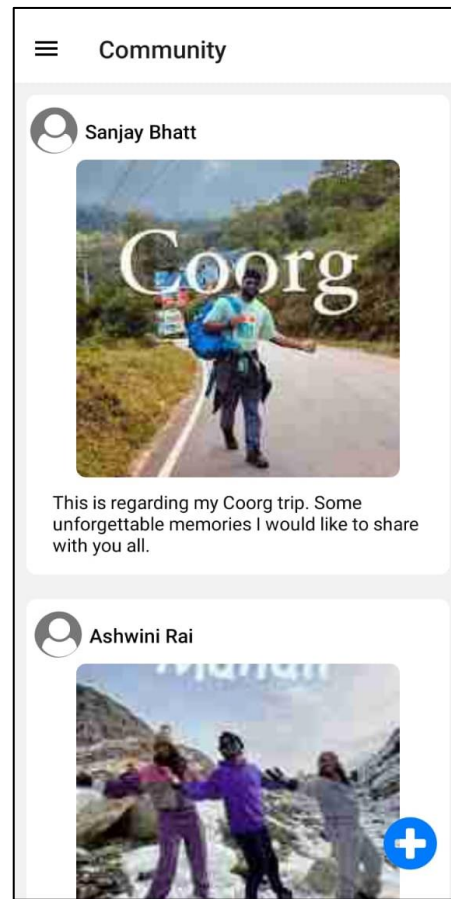 Community
Sanjay Bhatt
Coorg
This is regarding my Coorg trip. Some
unforgettable memories I would like to share
with you all.
Ashwini Rai